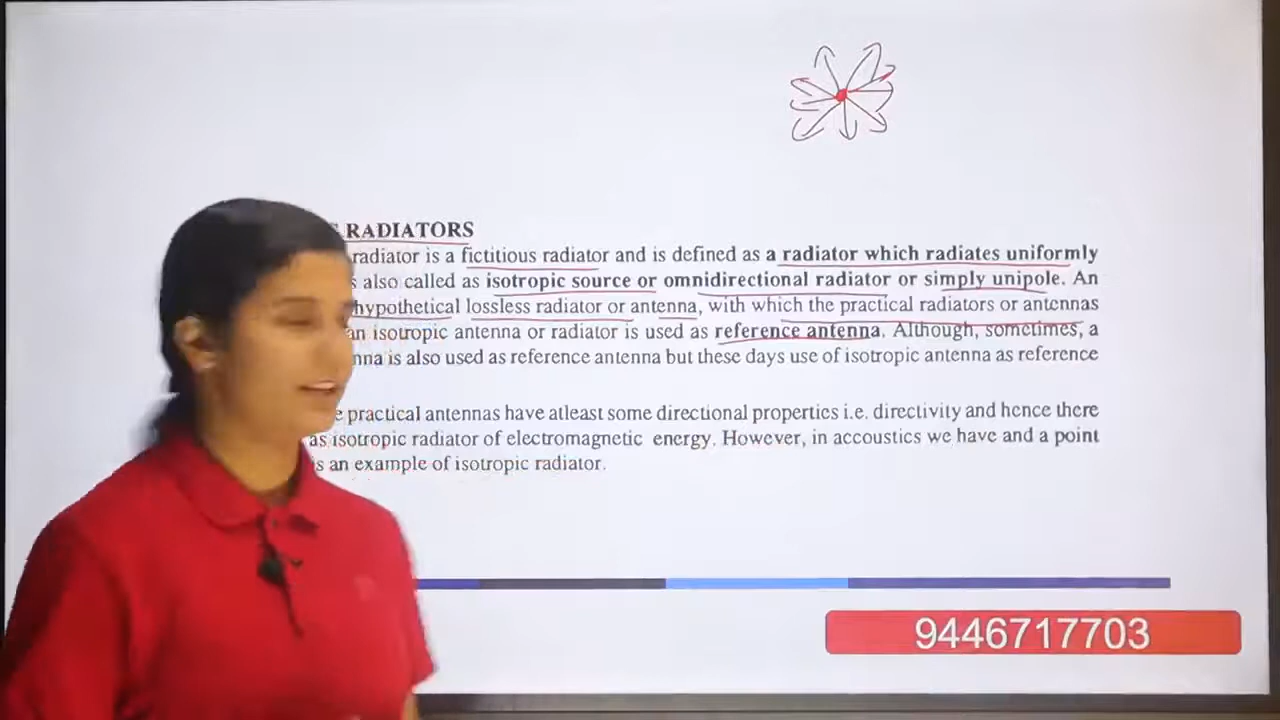 RADIATORS
radiator is a fictitious radiator and is defined as a radiator which radiates uniformly
s also called as isotropic source or omnidirectional radiator or simply unipole. An
hypothetical lossless radiator or antenna, with which the practical radiators or antennas
an isotropic antenna or radiator is used as reference antenna. Although, sometimes, a
nna is also used as reference antenna but these days use of isotropic antenna as reference
e practical antennas have atleast some directional properties i.e. directivity and hence there
as isotropic radiator of electromagnetic energy. However, in accoustics we have and a point
is an example of isotropic radiator.
9446717703